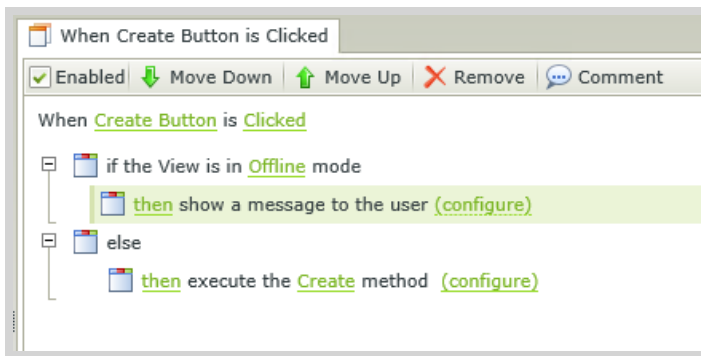 When Create Button is Clicked
Enabled Move Down Move Up Remove Comment
When Create Button is Clicked
if the View is in Offline mode
then show a message to the user (configure)
else
then execute the Create method (configure)